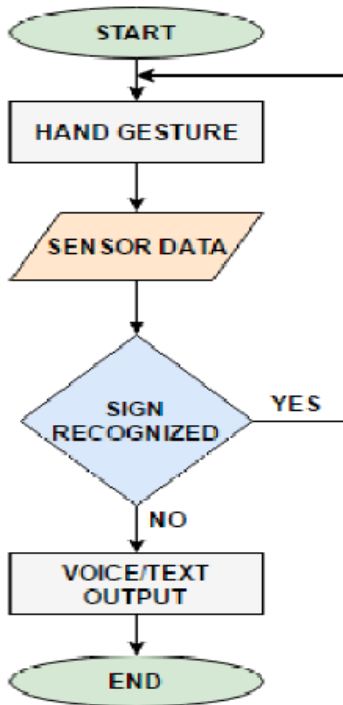 START
HAND GESTURE
SENSOR DATA
SIGN
RECOGNIZED
YES
NO
VOICE/TEXT
OUTPUT
END